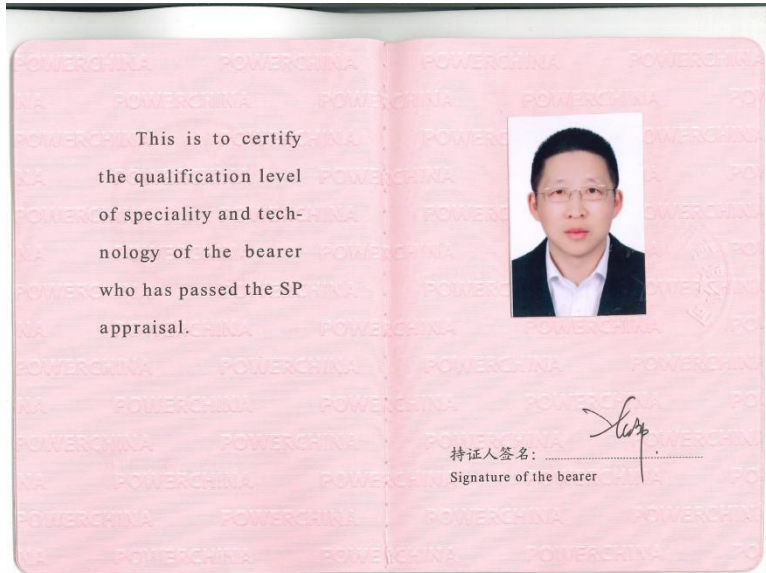 This is to certify
the qualification level
of speciality and tech-
nology of the bearer
who has passed the SP
appraisal.
持证人签名:
Signature of the bearer
POWERCHINA